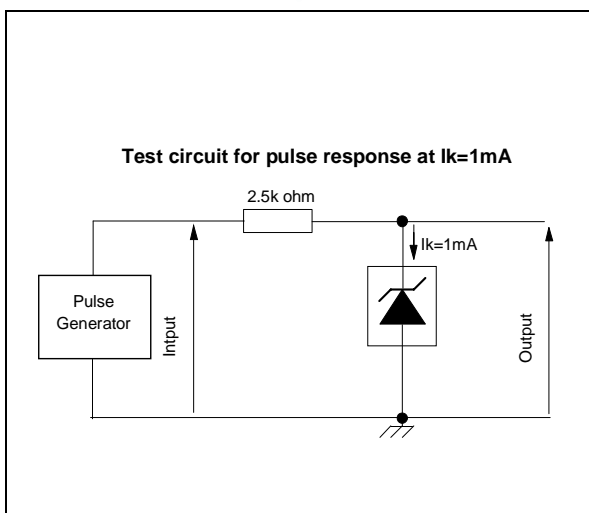 Test circuit for pulse response at Ik=1mA
2.5k ohm
Ik=1mA
Pulse
Generator
Intput
Output